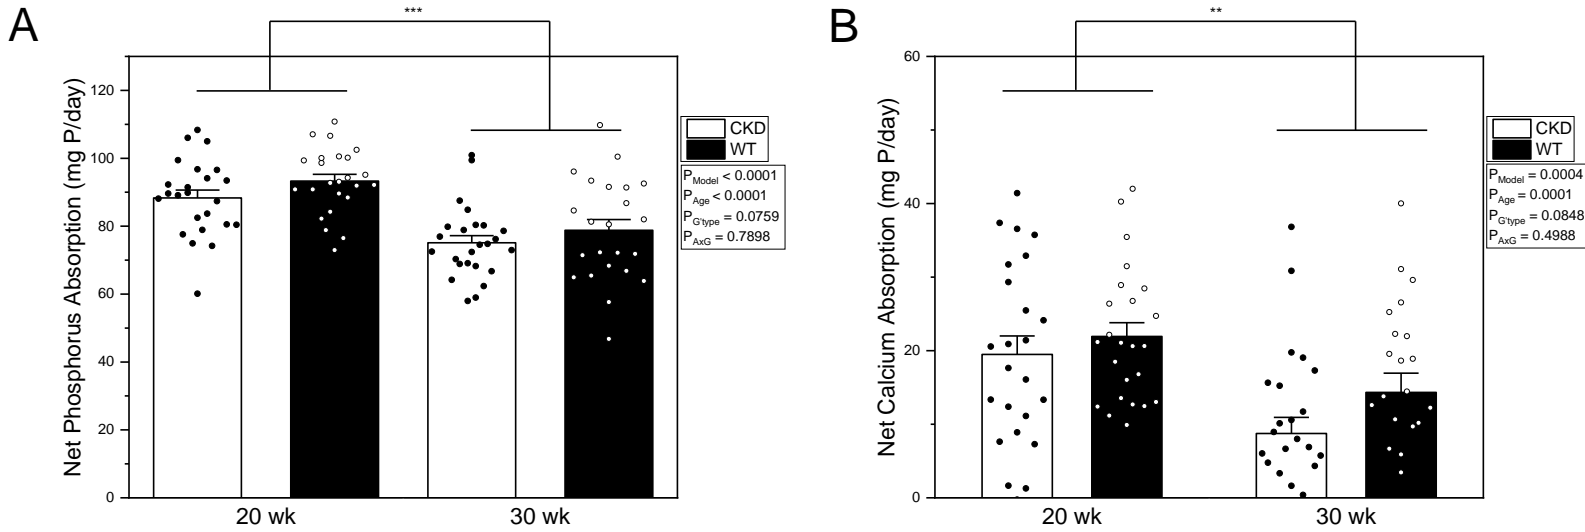 A
***
Net Phosphorus Absorption (mg P/day)
120
100
80
60
40
20
0
20 wk
30 wk
CKD
WT
PModel < 0.0001
PAge < 0.0001
PG'type = 0.0759
PAxG = 0.7898
B
**
Net Calcium Absorption (mg P/day)
60
40
20
0
20 wk
30 wk
CKD
WT
PModel = 0.0004
PAge = 0.0001
PG'type = 0.0848
PAxG = 0.4988